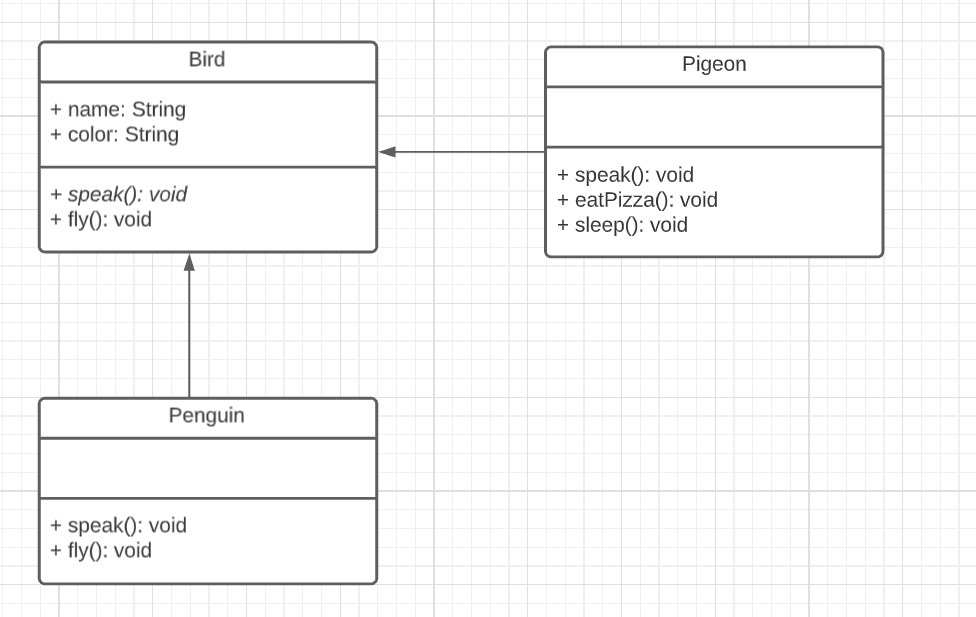 Bird
+ name: String
+ color: String
+ speak(): void
+ fly(): void
Pigeon
+ speak(): void
+ eatPizza(): void
+ sleep(): void
Penguin
+ speak(): void
+ fly(): void